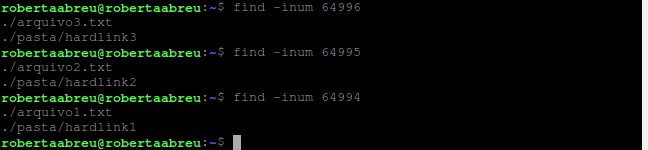 robertaabreu@robertaabreu:~$ find -inum 64996
./arquivo3.txt
./pasta/hardlink3
robertaabreu@robertaabreu:~$ find -inum 64995
./arquivo2.txt
./pasta/hardlink2
robertaabreu@robertaabreu:~$ find -inum 64994
./arquivo1.txt
./pasta/hardlink1
robertaabreu@robertaabreu:~$